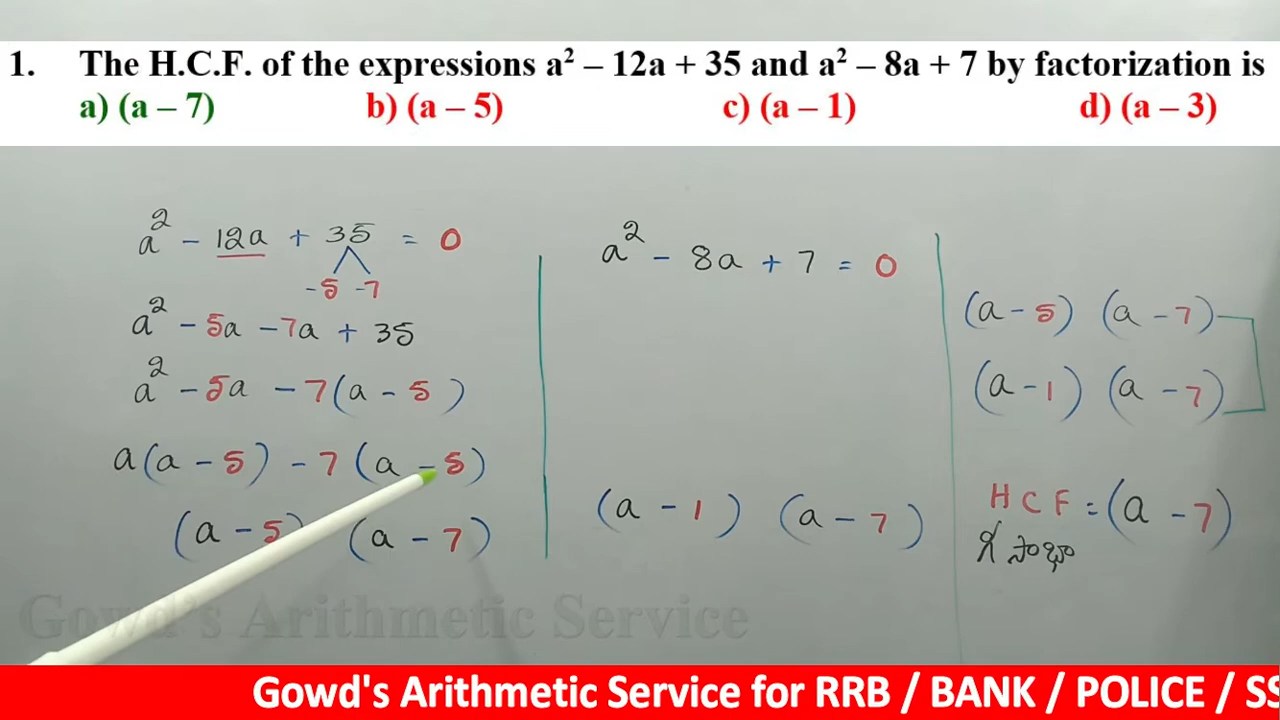 1. The H.C.F. of the expressions a² – 12a + 35 and a² – 8a + 7 by factorization is
a) (a – 7) b) (a – 5) c) (a – 1) d) (a – 3)
a² - 12a + 35 = 0
-5 -7
a² - 5a - 7a + 35
a² - 5a - 7(a - 5)
a(a - 5) - 7(a - 5)
(a - 5) (a - 7)
a² - 8a + 7 = 0
(a - 1) (a - 7)
(a - 5) (a - 7)
(a - 1) (a - 7)
HCF = (a - 7)
Gowd's Arithmetic Service
Gowd's Arithmetic Service for RRB / BANK / POLICE / SS